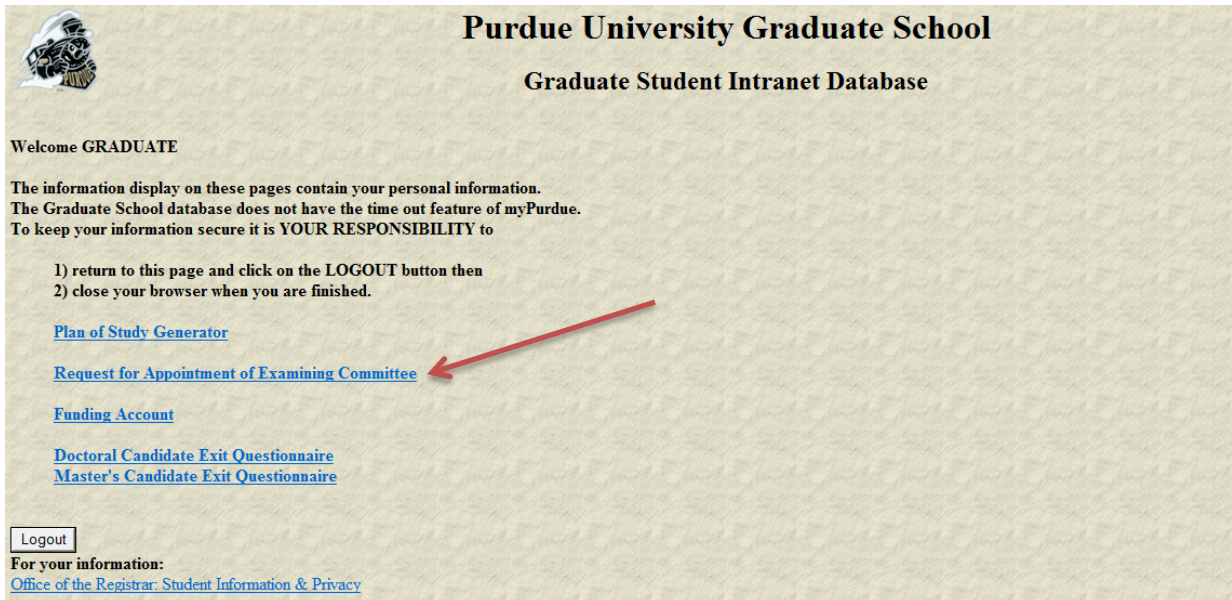 PURDUE
Purdue University Graduate School
Graduate Student Intranet Database
Welcome GRADUATE
The information display on these pages contain your personal information.
The Graduate School database does not have the time out feature of myPurdue.
To keep your information secure it is YOUR RESPONSIBILITY to
1) return to this page and click on the LOGOUT button then
2) close your browser when you are finished.
Plan of Study Generator
Request for Appointment of Examining Committee
Funding Account
Doctoral Candidate Exit Questionnaire
Master's Candidate Exit Questionnaire
Logout
For your information:
Office of the Registrar: Student Information & Privacy